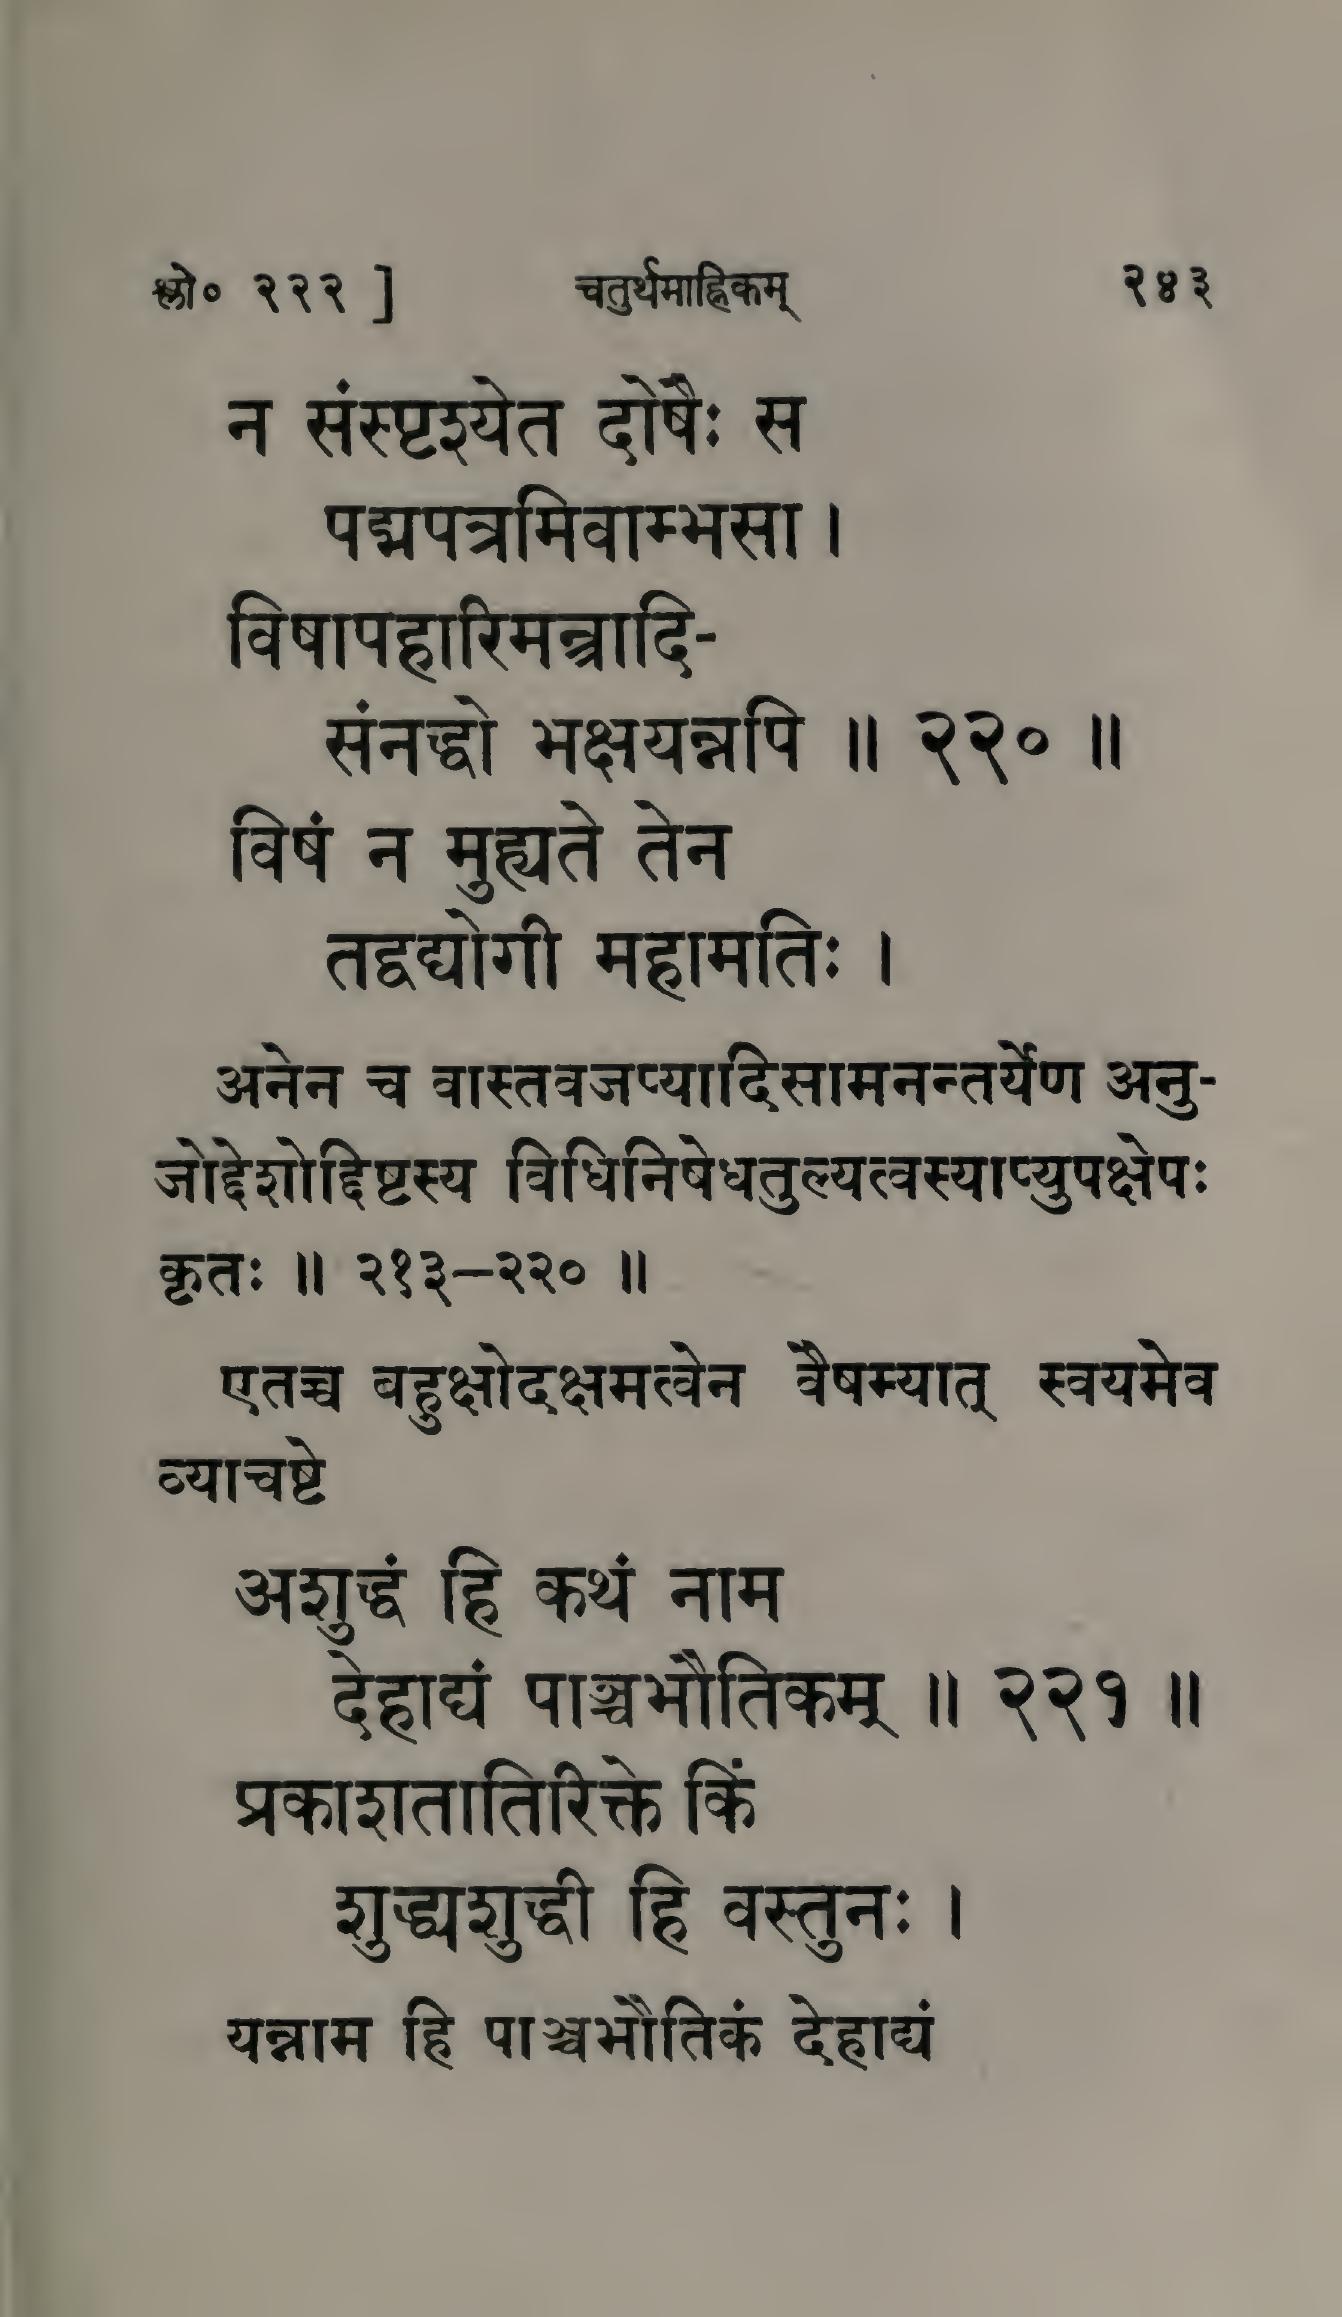 श्लो० २२२ ] चतुर्थमाह्निकम् २४३
न संस्पृश्येत दोषैः स
पद्मपत्रमिवाम्भसा ।
विषापहारिमन्त्रादि-
संनद्धो भक्षयन्नपि ॥ २२० ॥
विषं न मुह्यते तेन
तद्वद्योगी महामतिः ।
अनेन च वास्तवजप्यादिसामनन्तर्येण अनु-
जोद्देशोद्दिष्टस्य विधिनिषेधतुल्यत्वस्याप्युपक्षेपः
कृतः ॥ २१३–२२० ॥
एतच्च बहुक्षोदक्षमत्वेन वैषम्यात् स्वयमेव
व्याचष्टे
अशुद्धं हि कथं नाम
देहाद्यं पाञ्चभौतिकम् ॥ २२१ ॥
प्रकाशतातिरिक्ते किं
शुद्ध्यशुद्धी हि वस्तुनः ।
यन्नाम हि पाञ्चभौतिकं देहाद्यं